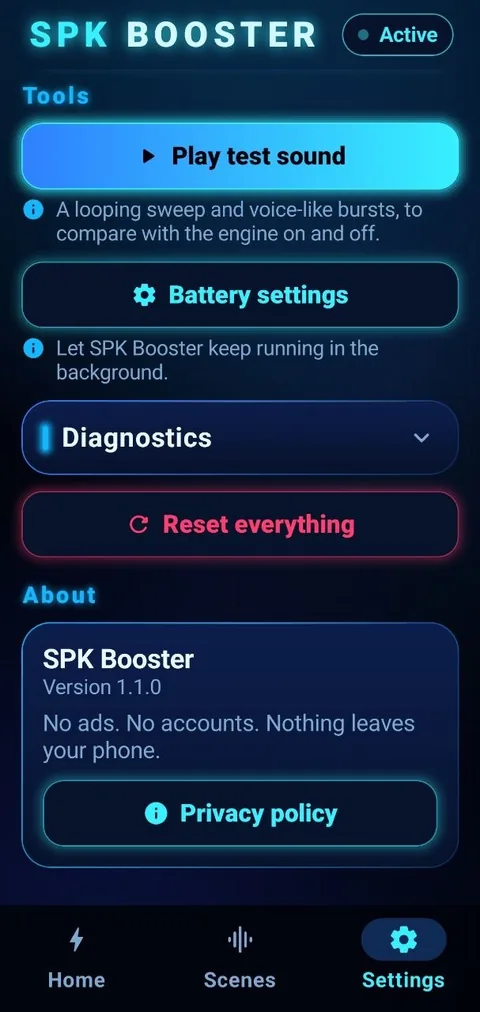 SPK BOOSTER
Active
Tools
Play test sound
A looping sweep and voice-like bursts, to
compare with the engine on and off.
Battery settings
Let SPK Booster keep running in the
background.
Diagnostics
Reset everything
About
SPK Booster
Version 1.1.0
No ads. No accounts. Nothing leaves
your phone.
Privacy policy
Home
Scenes
Settings